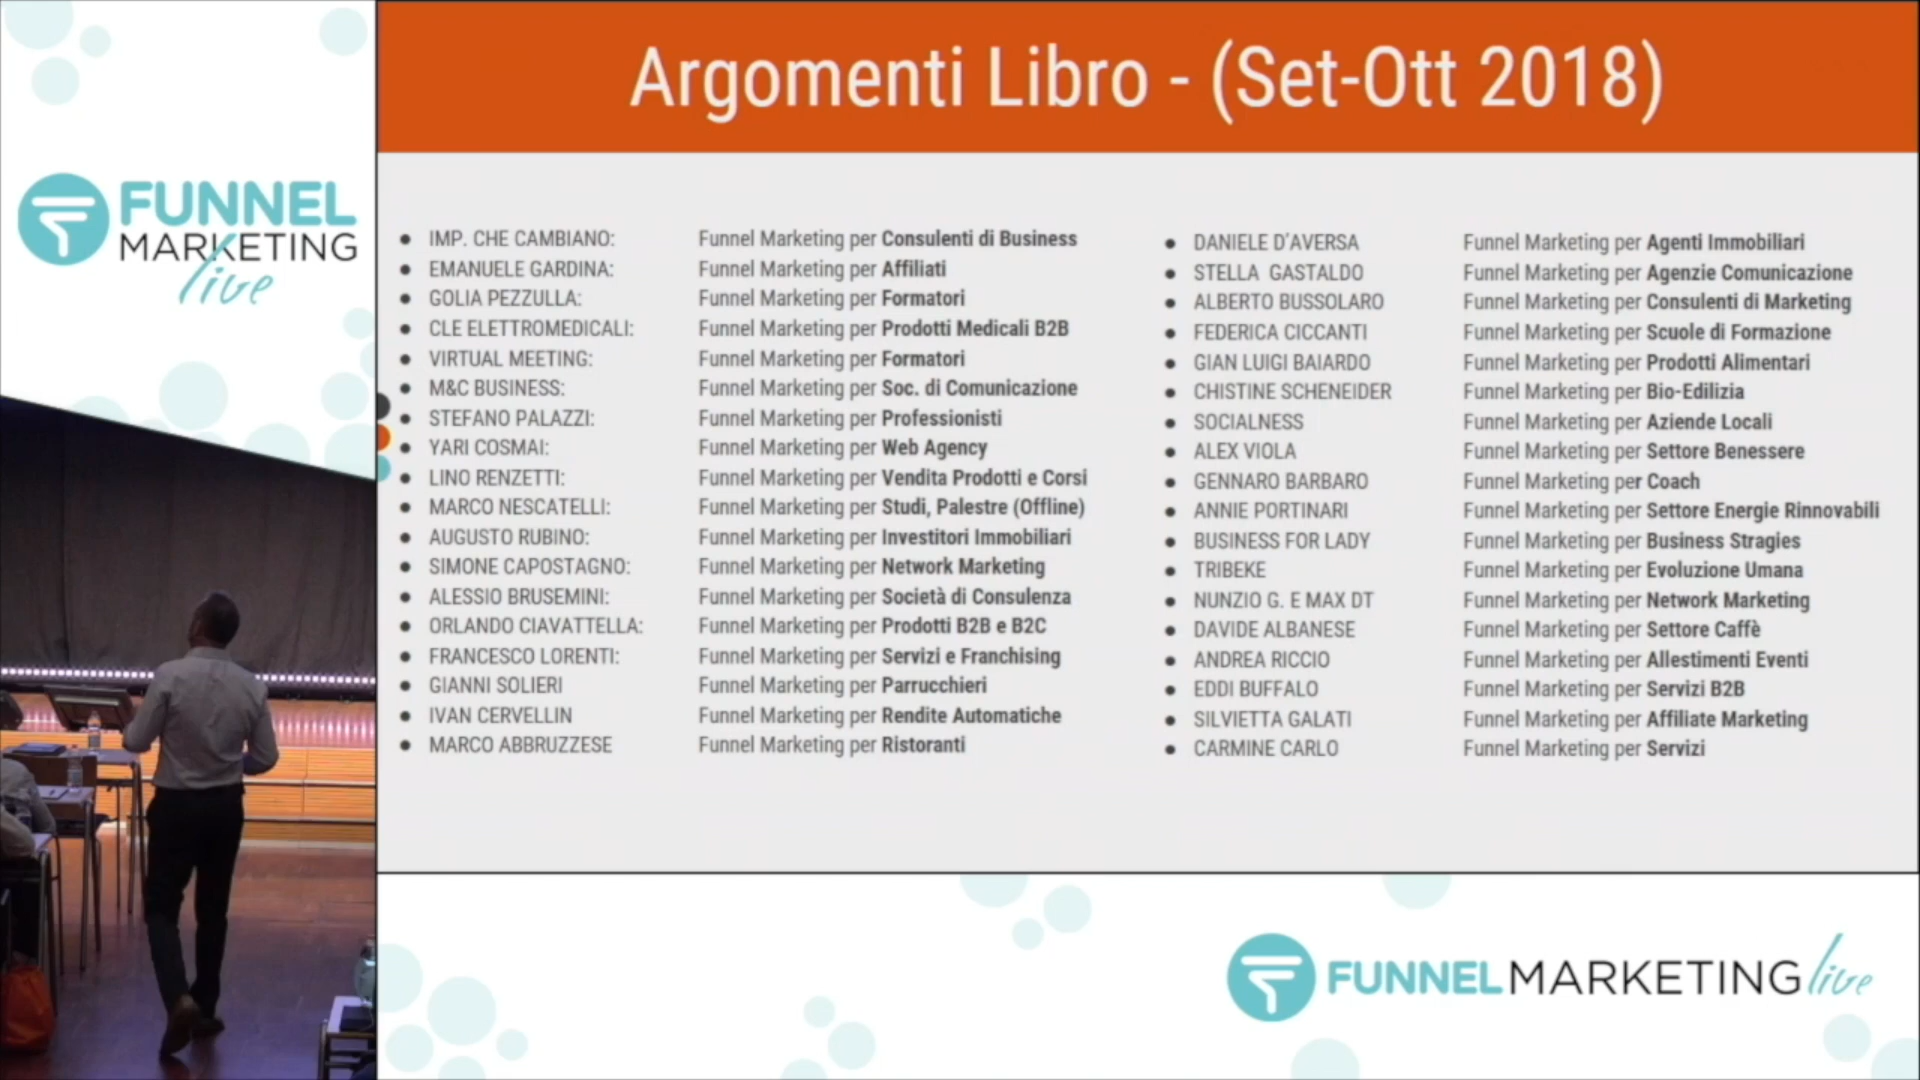 FUNNEL
MARKETING
live
Argomenti Libro - (Set-Ott 2018)
● IMP. CHE CAMBIANO: Funnel Marketing per Consulenti di Business
● EMANUELE GARDINA: Funnel Marketing per Affiliati
● GOLIA PEZZULLA: Funnel Marketing per Formatori
● CLE ELETTROMEDICALI: Funnel Marketing per Prodotti Medicali B2B
● VIRTUAL MEETING: Funnel Marketing per Formatori
● M&C BUSINESS: Funnel Marketing per Soc. di Comunicazione
● STEFANO PALAZZI: Funnel Marketing per Professionisti
● YARI COSMAI: Funnel Marketing per Web Agency
● LINO RENZETTI: Funnel Marketing per Vendita Prodotti e Corsi
● MARCO NESCATELLI: Funnel Marketing per Studi, Palestre (Offline)
● AUGUSTO RUBINO: Funnel Marketing per Investitori Immobiliari
● SIMONE CAPOSTAGNO: Funnel Marketing per Network Marketing
● ALESSIO BRUSEMINI: Funnel Marketing per Società di Consulenza
● ORLANDO CIAVATTELLA: Funnel Marketing per Prodotti B2B e B2C
● FRANCESCO LORENTI: Funnel Marketing per Servizi e Franchising
● GIANNI SOLIERI Funnel Marketing per Parrucchieri
● IVAN CERVELLIN Funnel Marketing per Rendite Automatiche
● MARCO ABBRUZZESE Funnel Marketing per Ristoranti
● DANIELE D'AVERSA Funnel Marketing per Agenti Immobiliari
● STELLA GASTALDO Funnel Marketing per Agenzie Comunicazione
● ALBERTO BUSSOLARO Funnel Marketing per Consulenti di Marketing
● FEDERICA CICCANTI Funnel Marketing per Scuole di Formazione
● GIAN LUIGI BAIARDO Funnel Marketing per Prodotti Alimentari
● CHISTINE SCHENEIDER Funnel Marketing per Bio-Edilizia
● SOCIALNESS Funnel Marketing per Aziende Locali
● ALEX VIOLA Funnel Marketing per Settore Benessere
● GENNARO BARBARO Funnel Marketing per Coach
● ANNIE PORTINARI Funnel Marketing per Settore Energie Rinnovabili
● BUSINESS FOR LADY Funnel Marketing per Business Stragies
● TRIBEKE Funnel Marketing per Evoluzione Umana
● NUNZIO G. E MAX DT Funnel Marketing per Network Marketing
● DAVIDE ALBANESE Funnel Marketing per Settore Caffè
● ANDREA RICCIO Funnel Marketing per Allestimenti Eventi
● EDDI BUFFALO Funnel Marketing per Servizi B2B
● SILVIETTA GALATI Funnel Marketing per Affiliate Marketing
● CARMINE CARLO Funnel Marketing per Servizi
FUNNELMARKETING live